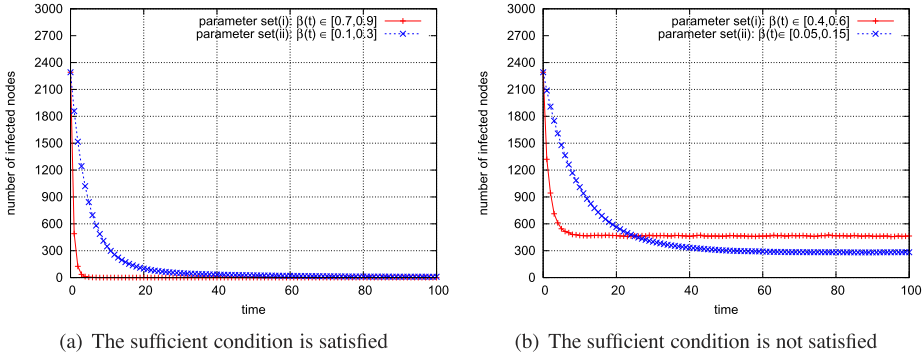 parameter set(i): β(t) ∈ [0.7,0.9]
parameter set(ii): β(t) ∈ [0.1,0.3]
number of infected nodes
3000
2700
2400
2100
1800
1500
1200
900
600
300
0
0 20 40 60 80 100
time
(a) The sufficient condition is satisfied
parameter set(i): β(t) ∈ [0.4,0.6]
parameter set(ii): β(t)∈ [0.05,0.15]
number of infected nodes
3000
2700
2400
2100
1800
1500
1200
900
600
300
0
0 20 40 60 80 100
time
(b) The sufficient condition is not satisfied